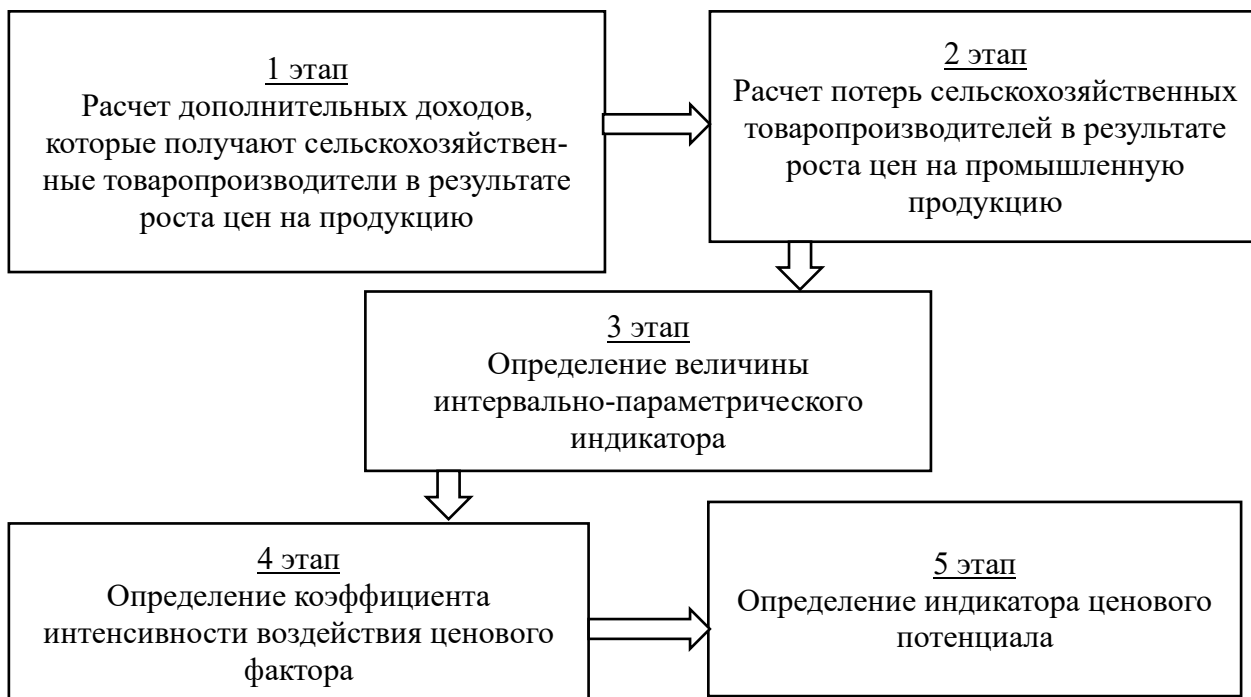 1 этап
Расчет дополнительных доходов,
которые получают сельскохозяйствен-
ные товаропроизводители в результате
роста цен на продукцию
2 этап
Расчет потерь сельскохозяйственных
товаропроизводителей в результате
роста цен на промышленную
продукцию
3 этап
Определение величины
интервально-параметрического
индикатора
4 этап
Определение коэффициента
интенсивности воздействия ценового
фактора
5 этап
Определение индикатора ценового
потенциала